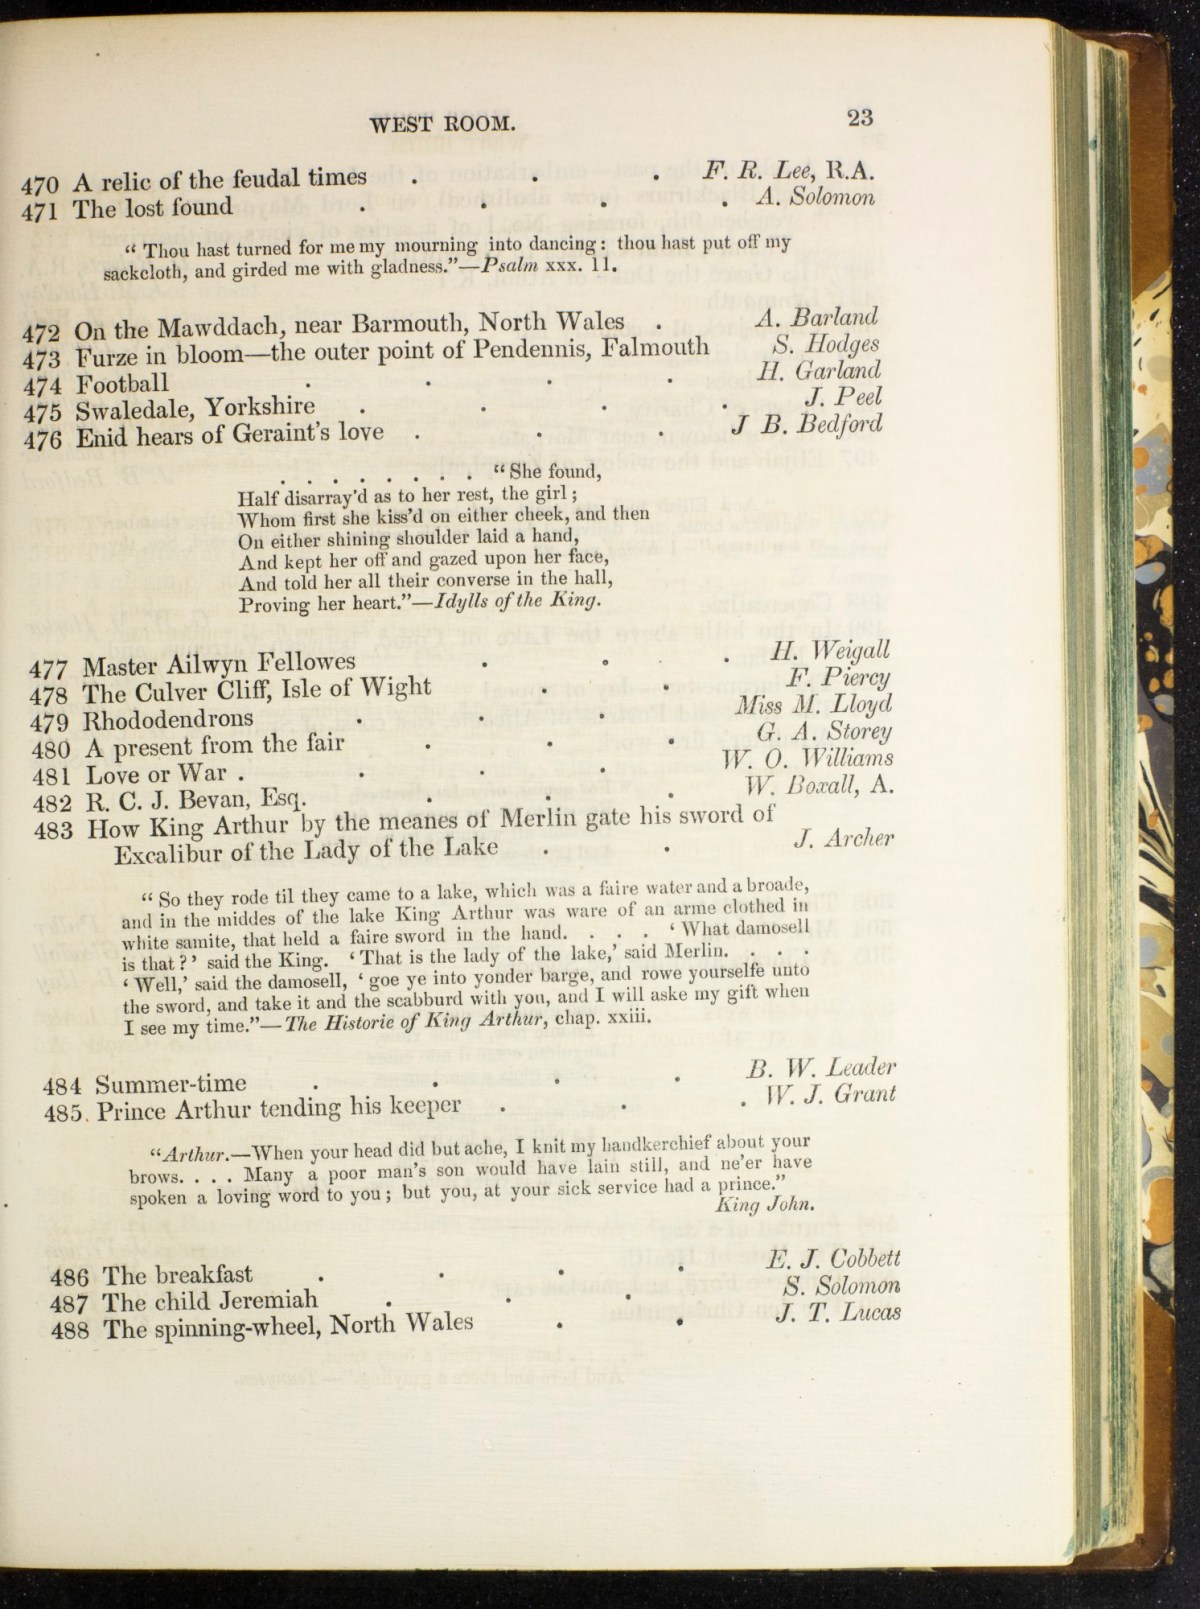 WEST ROOM. 23
470 A relic of the feudal times . . . F. R. Lee, R.A.
471 The lost found . . . . A. Solomon
“ Thou hast turned for me my mourning into dancing: thou hast put off my
sackcloth, and girded me with gladness.”—Psalm xxx. 11.
472 On the Mawddach, near Barmouth, North Wales . A. Barland
473 Furze in bloom—the outer point of Pendennis, Falmouth S. Hodges
474 Football . . . . H. Garland
475 Swaledale, Yorkshire . . . . J. Peel
476 Enid hears of Geraint's love . . . J B. Bedford
. . . . . . . . “ She found,
Half disarray'd as to her rest, the girl ;
Whom first she kiss'd on either cheek, and then
On either shining shoulder laid a hand,
And kept her off and gazed upon her face,
And told her all their converse in the hall,
Proving her heart.”—Idylls of the King.
477 Master Ailwyn Fellowes . . . H. Weigall
478 The Culver Cliff, Isle of Wight . . F. Piercy
479 Rhododendrons . . . Miss M. Lloyd
480 A present from the fair . . . G. A. Storey
481 Love or War . . . . W. O. Williams
482 R. C. J. Bevan, Esq. . . . W. Boxall, A.
483 How King Arthur by the meanes of Merlin gate his sword of
Excalibur of the Lady of the Lake . . J. Archer
“ So they rode til they came to a lake, which was a faire water and a broade,
and in the middes of the lake King Arthur was ware of an arme clothed in
white samite, that held a faire sword in the hand. . . . ‘ What damosell
is that ? ’ said the King. ‘ That is the lady of the lake,’ said Merlin. . . .
‘ Well,’ said the damosell, ‘ goe ye into yonder barge, and rowe yourselfe unto
the sword, and take it and the scabburd with you, and I will aske my gift when
I see my time.”—The Historie of King Arthur, chap. xxiii.
484 Summer-time . . . . B. W. Leader
485. Prince Arthur tending his keeper . . . W. J. Grant
“Arthur.—When your head did but ache, I knit my handkerchief about your
brows. . . . Many a poor man's son would have lain still, and ne'er have
spoken a loving word to you ; but you, at your sick service had a prince.”
King John.
486 The breakfast . . . . E. J. Cobbett
487 The child Jeremiah . . . S. Solomon
488 The spinning-wheel, North Wales . . J. T. Lucas